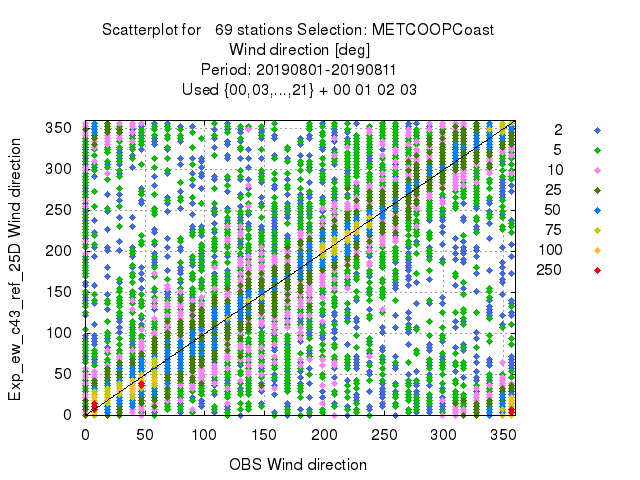 Scatterplot for   69 stations Selection: METCOOPCoast
Wind direction [deg]
Period: 20190801-20190811
Used {00,03,...,21} + 00 01 02 03
Exp_ew_c43_ref_25D Wind direction
350
300
250
200
150
100
50
0
0 50 100 150 200 250 300 350
OBS Wind direction
2
5
10
25
50
75
100
250